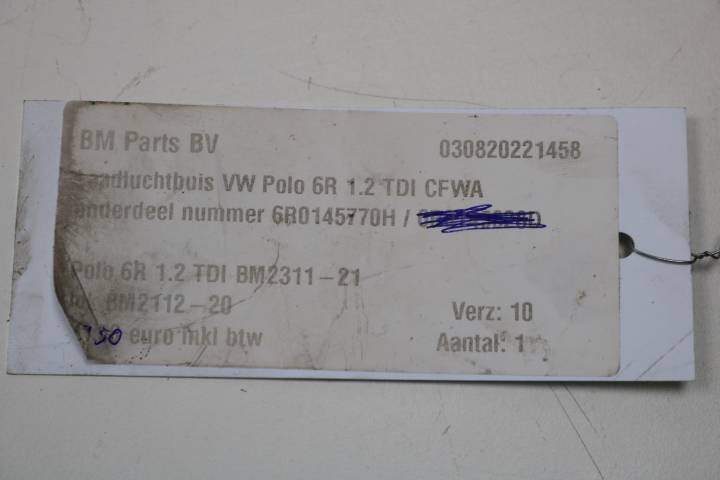 BM Parts BV 030820221458
VW Polo 6R 1.2 TDI CFWA
nummer 6R0145770H /
Polo 6R 1.2 TDI BM2311-21
BM2112-20 Verz: 10
50 euro inkl btw Aantal: 1